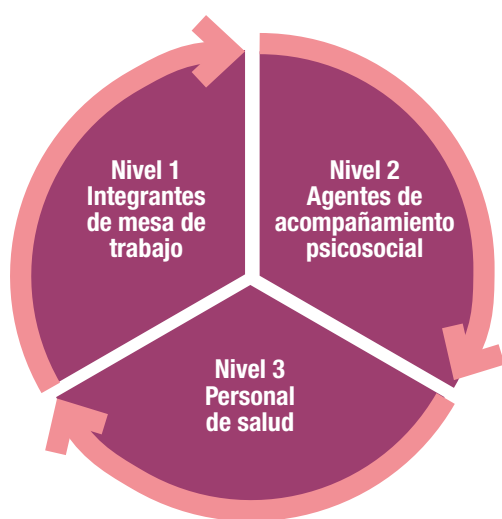 Nivel 1
Integrantes
de mesa de
trabajo
Nivel 2
Agentes de
acompañamiento
psicosocial
Nivel 3
Personal
de salud